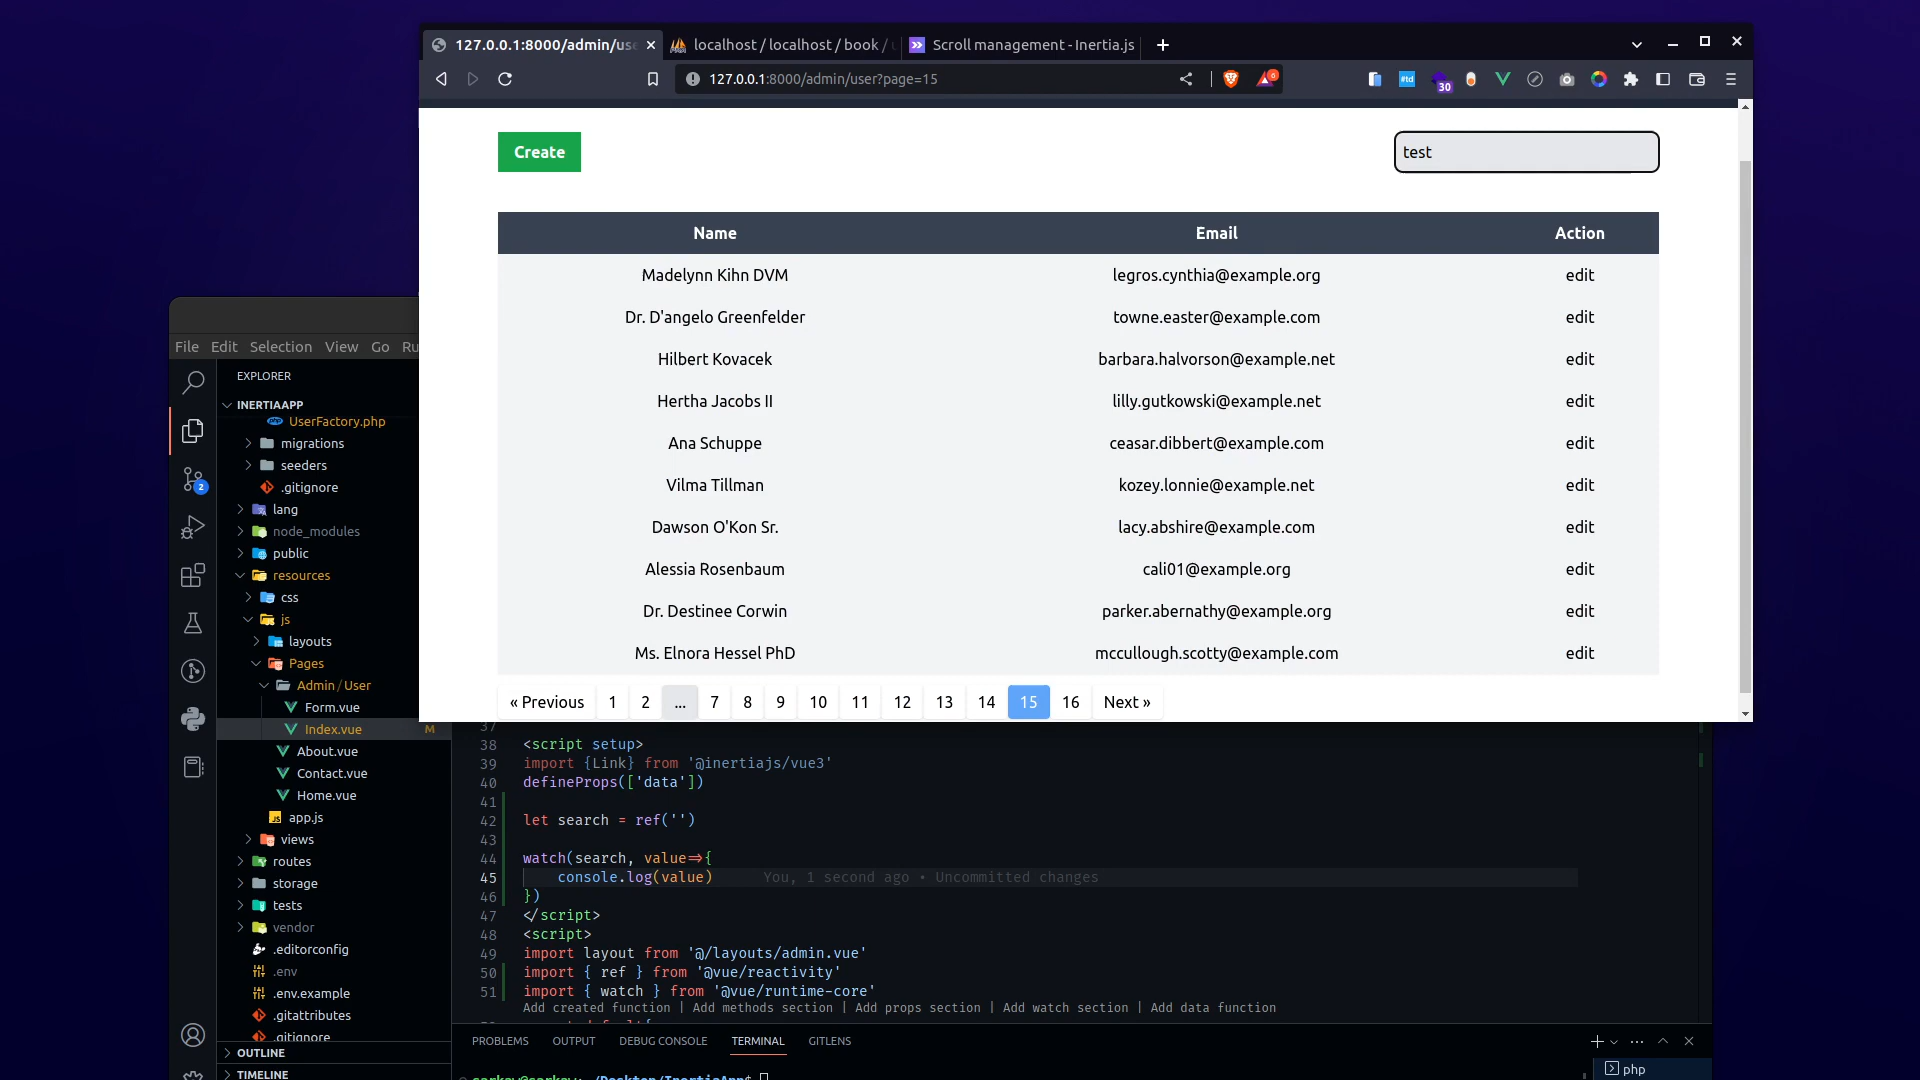 127.0.0.1:8000/admin/use
localhost / localhost / book / u
Scroll management - Inertia.js
127.0.0.1:8000/admin/user?page=15
#td
30
Create
test
Name Email Action
Madelynn Kihn DVM legros.cynthia@example.org edit
Dr. D'angelo Greenfelder towne.easter@example.com edit
Hilbert Kovacek barbara.halvorson@example.net edit
Hertha Jacobs II lilly.gutkowski@example.net edit
Ana Schuppe ceasar.dibbert@example.com edit
Vilma Tillman kozey.lonnie@example.net edit
Dawson O'Kon Sr. lacy.abshire@example.com edit
Alessia Rosenbaum cali01@example.org edit
Dr. Destinee Corwin parker.abernathy@example.org edit
Ms. Elnora Hessel PhD mccullough.scotty@example.com edit
« Previous 1 2 ... 7 8 9 10 11 12 13 14 15 16 Next »
File Edit Selection View Go Ru
EXPLORER
INERTIAAPP
UserFactory.php
migrations
seeders
.gitignore
lang
node_modules
public
resources
css
js
layouts
Pages
Admin / User
Form.vue
Index.vue M
About.vue
Contact.vue
Home.vue
app.js
views
routes
storage
tests
vendor
.editorconfig
.env
.env.example
.gitattributes
.gitignore
OUTLINE
TIMELINE
2
37
38 <script setup>
39 import {Link} from '@inertiajs/vue3'
40 defineProps(['data'])
41
42 let search = ref('')
43
44 watch(search, value=>{
45 console.log(value) You, 1 second ago • Uncommitted changes
46 })
47 </script>
48 <script>
49 import layout from '@/layouts/admin.vue'
50 import { ref } from '@vue/reactivity'
51 import { watch } from '@vue/runtime-core'
Add created function | Add methods section | Add props section | Add watch section | Add data function
PROBLEMS OUTPUT DEBUG CONSOLE TERMINAL GITLENS
php